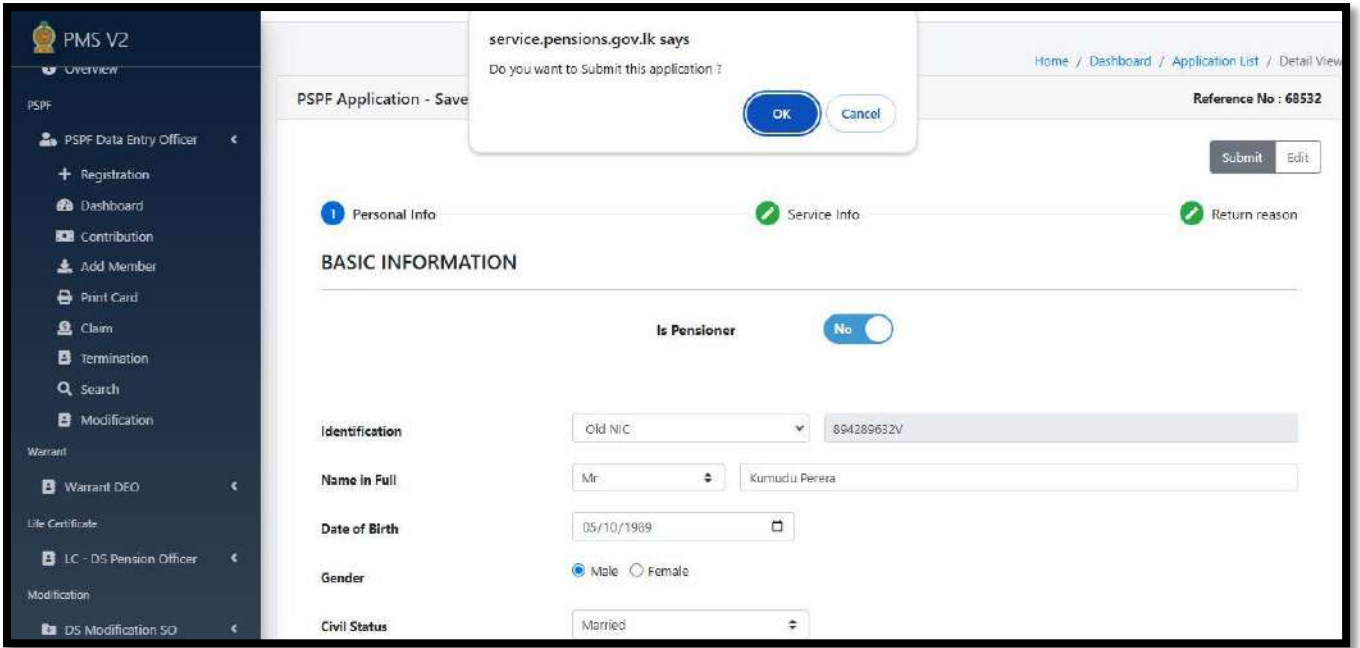 PMS V2
Overview
PSPF
PSPF Data Entry Officer
Registration
Dashboard
Contribution
Add Member
Print Card
Claim
Termination
Search
Modification
Warrant
Warrant DEO
Life Certificate
LC - DS Pension Officer
Modification
DS Modification SO
service.pensions.gov.lk says
Do you want to Submit this application ?
OK Cancel
Home / Dashboard / Application List / Detail View
PSPF Application - Save
Reference No : 68532
Submit Edit
1 Personal Info Service Info Return reason
BASIC INFORMATION
Is Pensioner No
Identification Old NIC 894289632V
Name in Full Mr Kumudu Perera
Date of Birth 05/10/1989
Gender Male Female
Civil Status Married